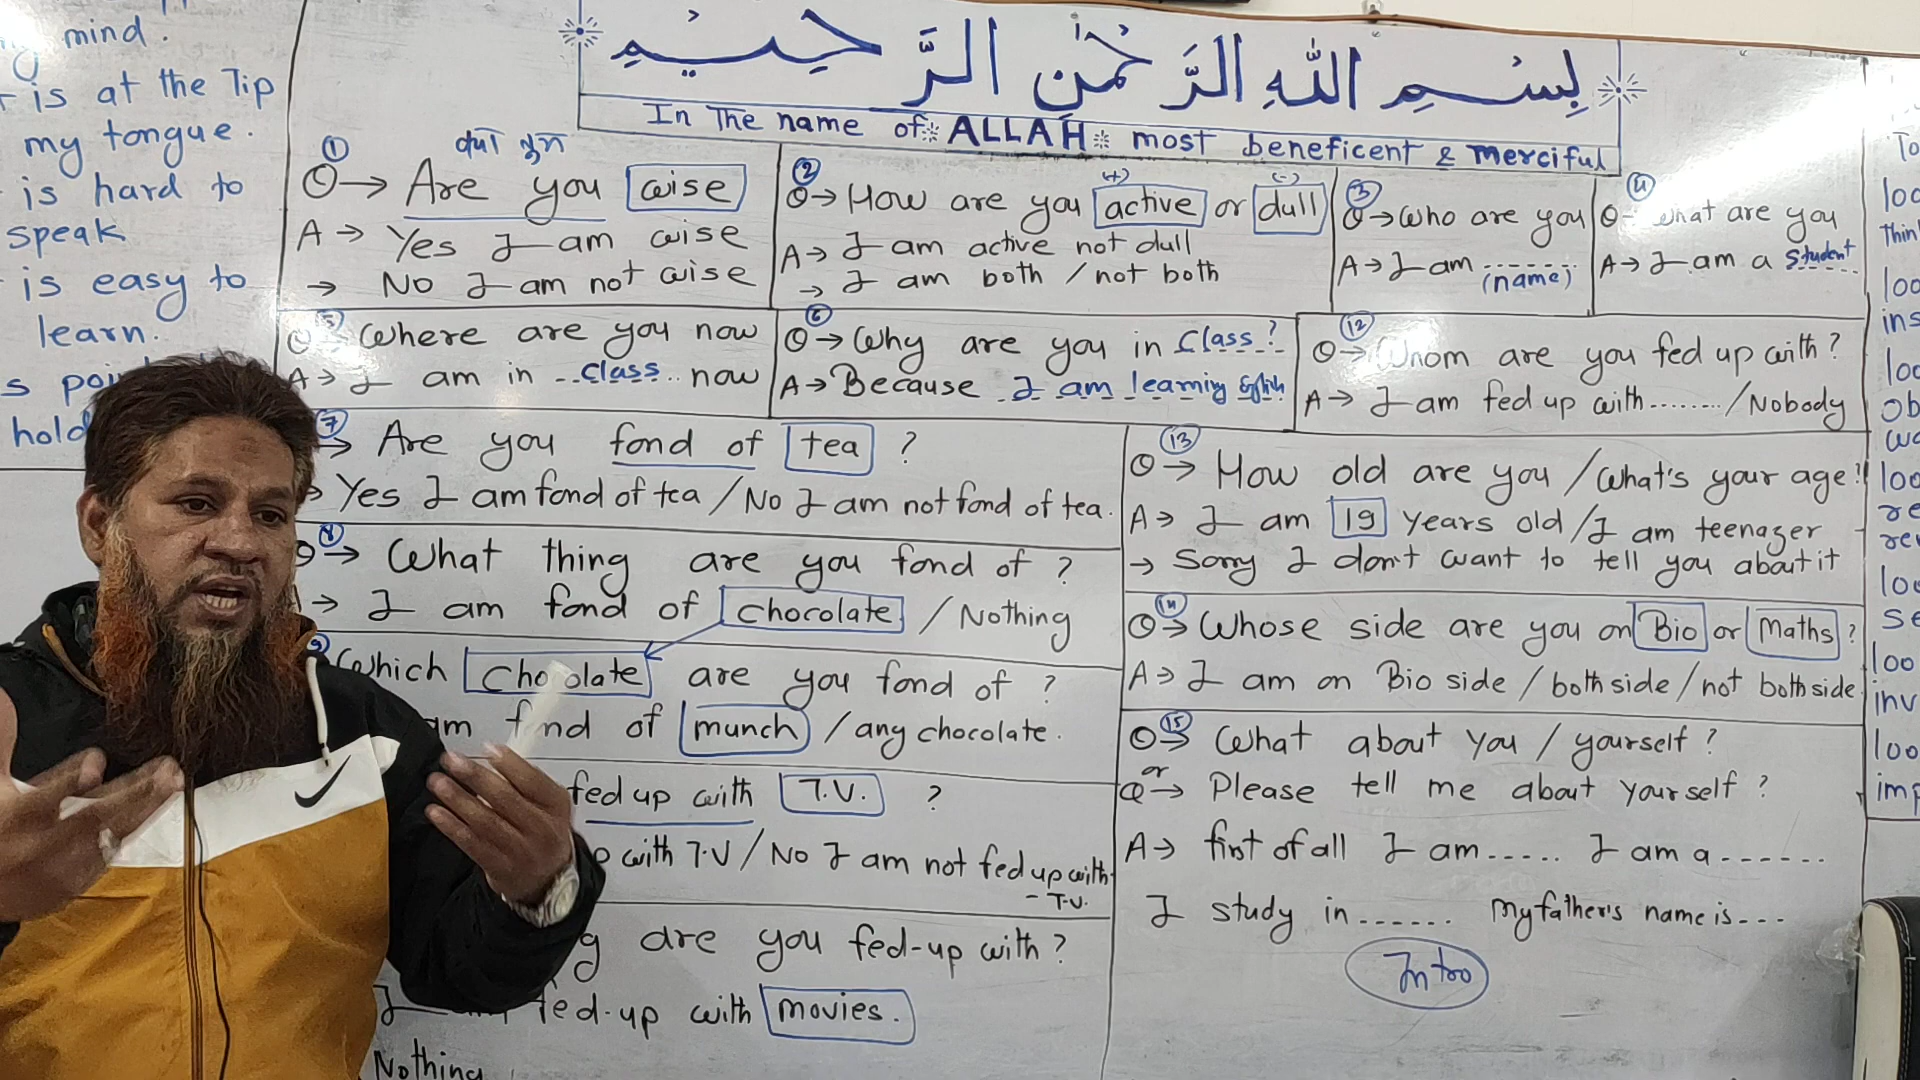 mind.
is at the Tip
my tongue.
is hard to
speak
is easy to
learn.
hold
بِسْمِ اللّٰهِ الرَّحْمٰنِ الرَّحِيْمِ
In The name of ALLAH most beneficent & merciful
①
क्या तुम
Q → Are you wise
A → Yes I am wise
→ No I am not wise
②
(+) (-)
Q → How are you active or dull
A → I am active not dull
→ I am both / not both
③
Q → Who are you
A → I am ........
(name)
④
Q - What are you
A → I am a student
⑤
Q → Where are you now
A → I am in ..class.. now
⑥
Q → Why are you in class?
A → Because I am learning English
⑫
Q → Whom are you fed up with?
A → I am fed up with......../Nobody
⑦
→ Are you fond of tea ?
→ Yes I am fond of tea / No I am not fond of tea.
⑧
Q → What thing are you fond of ?
→ I am fond of chocolate / Nothing
⑨
Which chocolate are you fond of ?
am fond of munch / any chocolate.
fed up with T.V. ?
with T.V / No I am not fed up with
- T.V.
are you fed-up with?
I fed-up with movies.
Nothing
⑬
Q → How old are you / What's your age?
A → I am 19 years old / I am teenager
→ Sorry I don't want to tell you about it
⑭
Q → Whose side are you on Bio or Maths ?
A → I am on Bio side / both side / not both side
⑮
Q → What about you / yourself ?
or
Q → Please tell me about yourself ?
A → first of all I am..... I am a ------
I study in ------ My father's name is ---
Intro